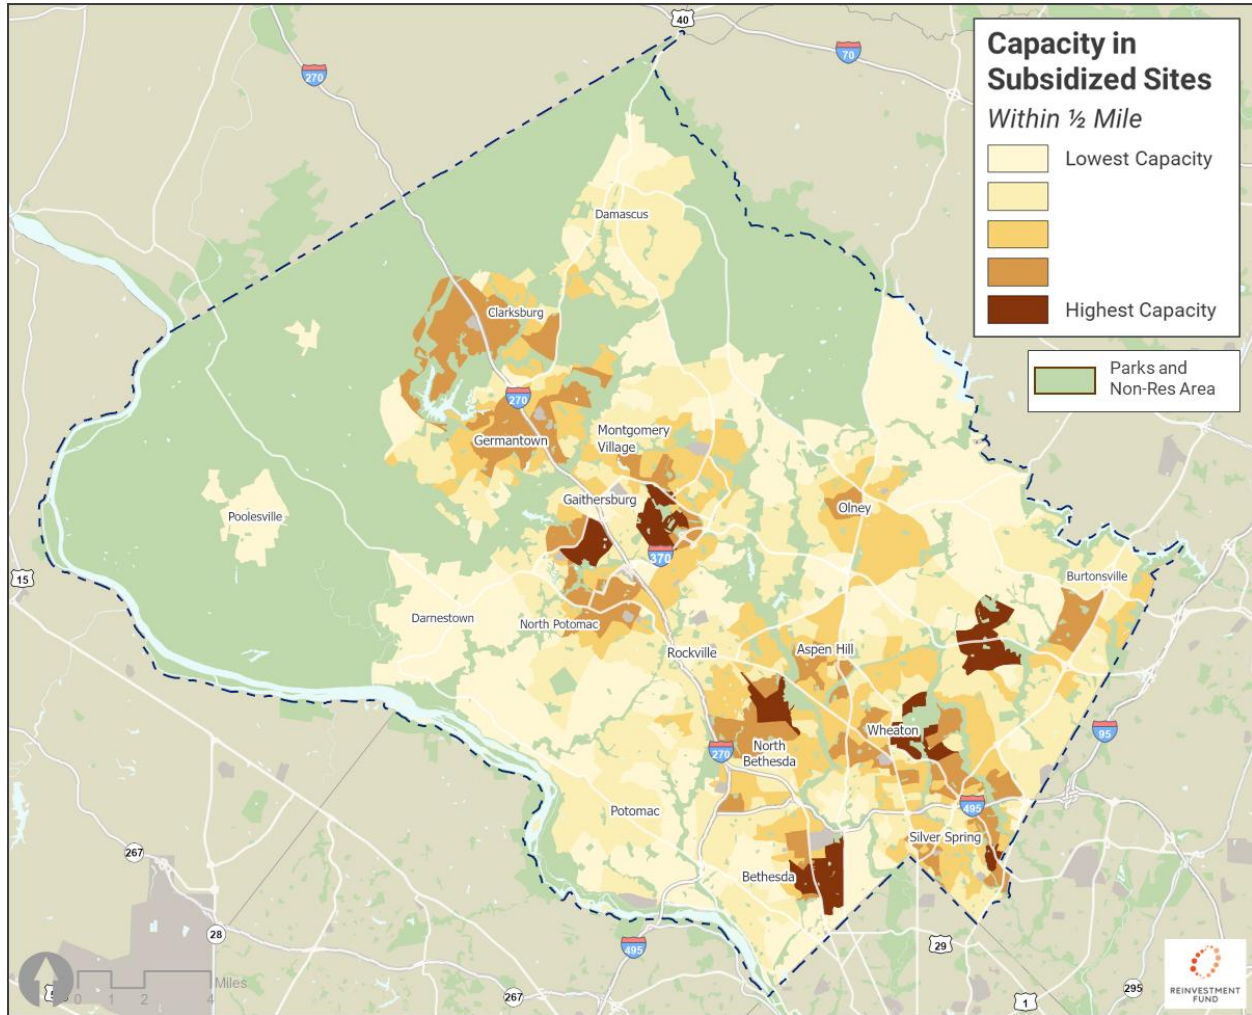 40
270
70
Capacity in
Subsidized Sites
Within ½ Mile
Lowest Capacity
Highest Capacity
Parks and
Non-Res Area
Damascus
Clarksburg
270
Germantown
Montgomery
Village
Gaithersburg
Olney
Poolesville
370
15
Burtonsville
Darnestown
North Potomac
Rockville
Aspen Hill
Wheaton
95
270
North
Bethesda
Potomac
495
Silver Spring
267
Bethesda
28
495
29
Miles
0 1 2 4
267
1
295
REINVESTMENT
FUND